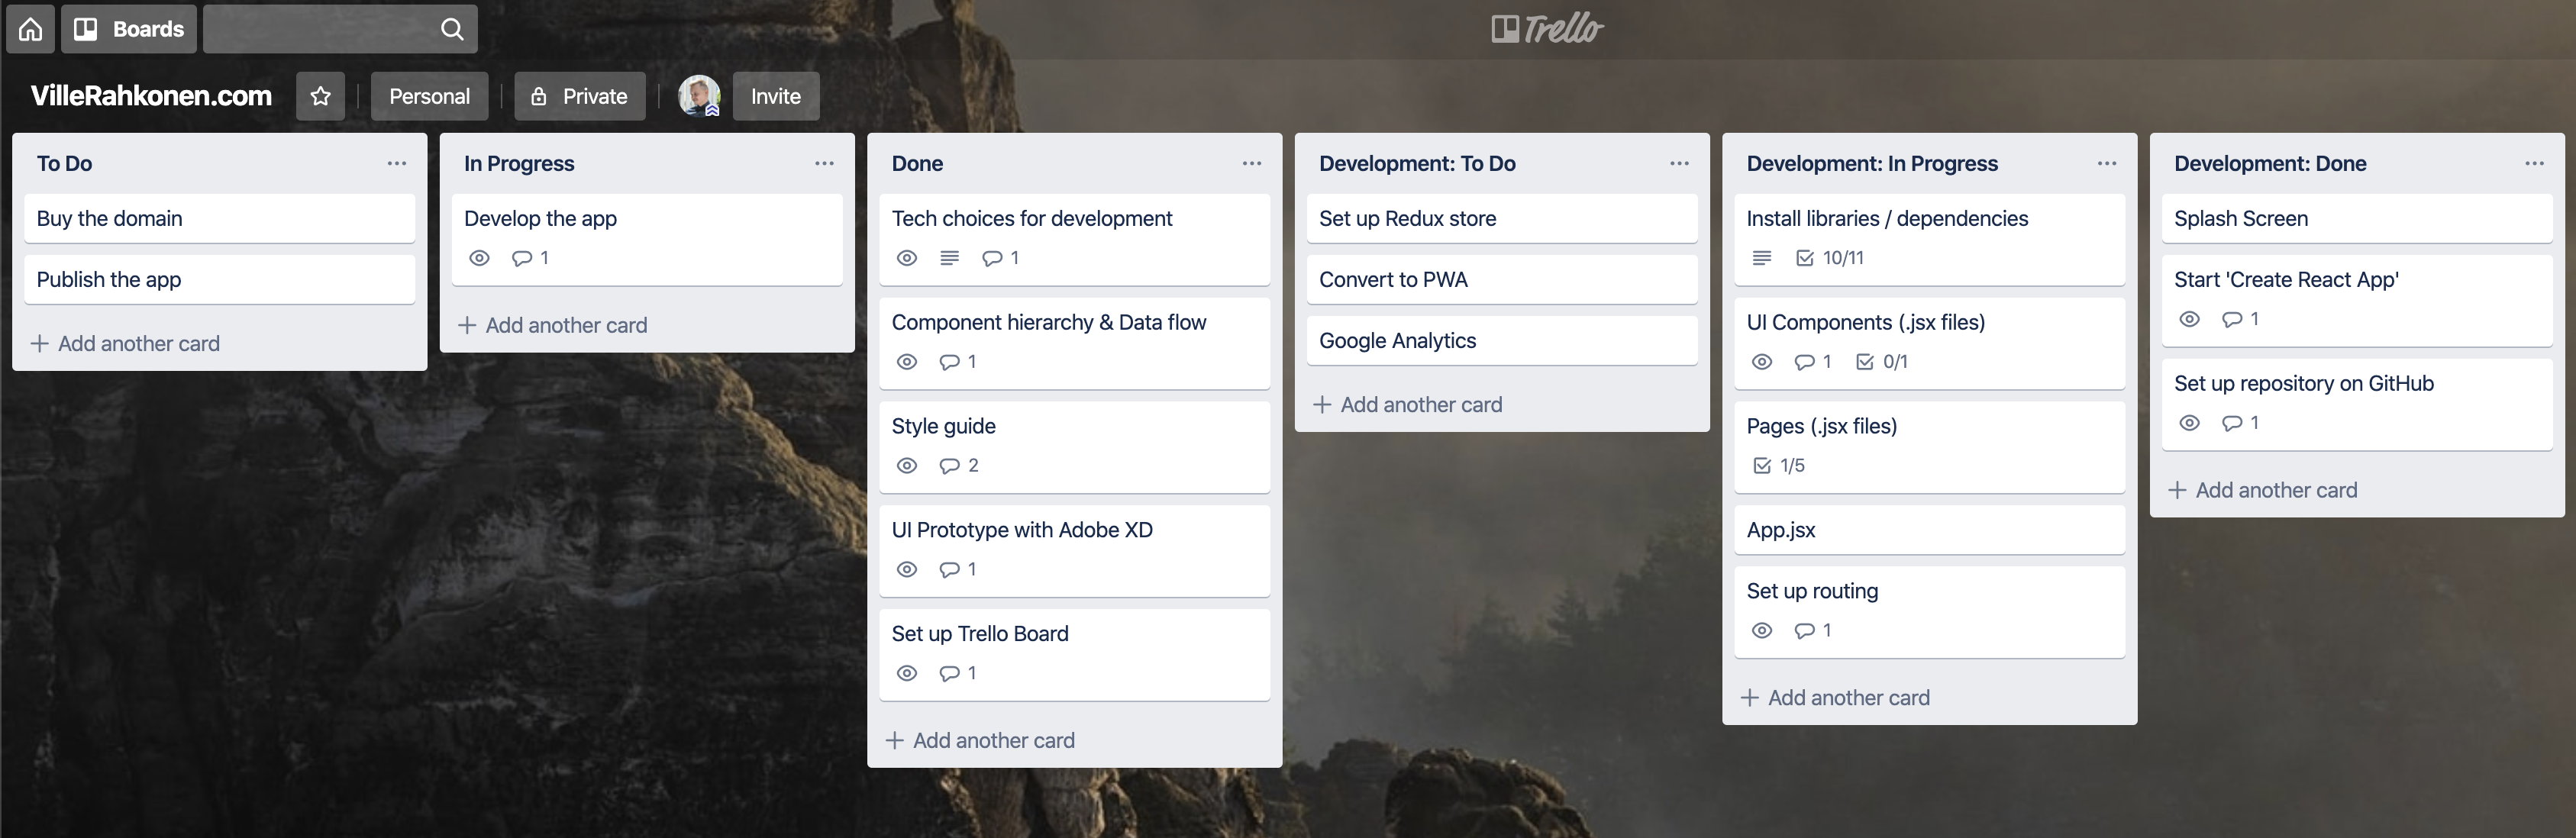 Boards
Trello
VilleRahkonen.com
Personal
Private
Invite
To Do
Buy the domain
Publish the app
Add another card
In Progress
Develop the app
1
Add another card
Done
Tech choices for development
1
Component hierarchy & Data flow
1
Style guide
2
UI Prototype with Adobe XD
1
Set up Trello Board
1
Add another card
Development: To Do
Set up Redux store
Convert to PWA
Google Analytics
Add another card
Development: In Progress
Install libraries / dependencies
10/11
UI Components (.jsx files)
1 0/1
Pages (.jsx files)
1/5
App.jsx
Set up routing
1
Add another card
Development: Done
Splash Screen
Start 'Create React App'
1
Set up repository on GitHub
1
Add another card